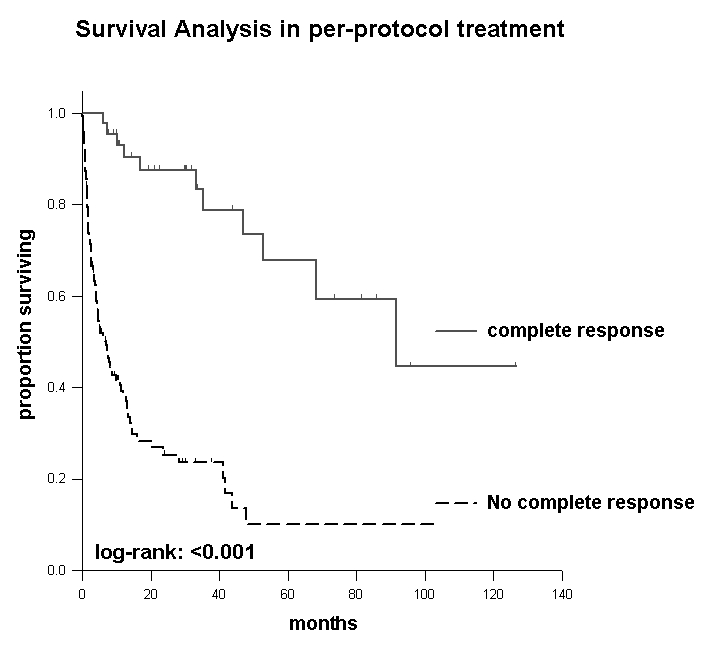 Survival Analysis in per-protocol treatment
1.0
0.8
0.6
0.4
0.2
0.0
proportion surviving
complete response
No complete response
log-rank: <0.001
0 20 40 60 80 100 120 140
months